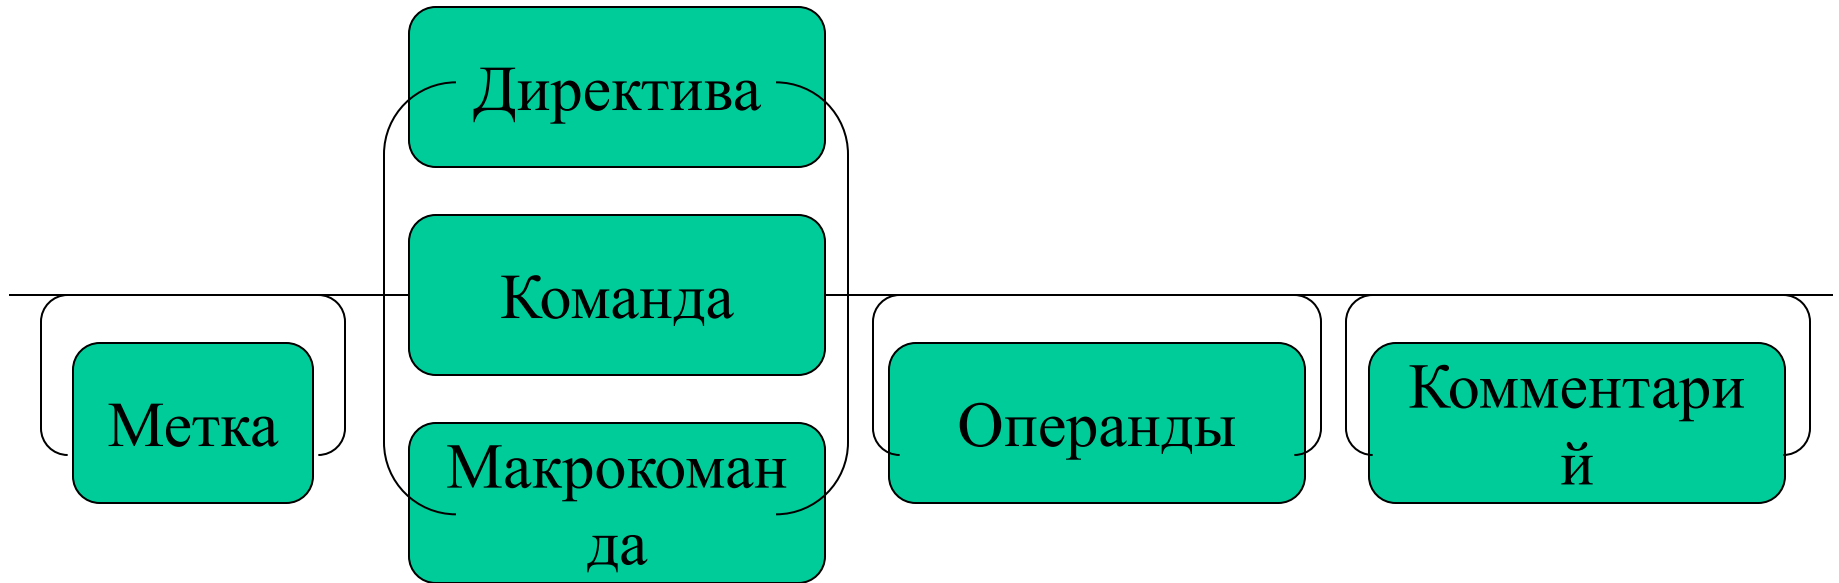 Директива
Команда
Макрокоман
да
Метка
Операнды
Комментари
й